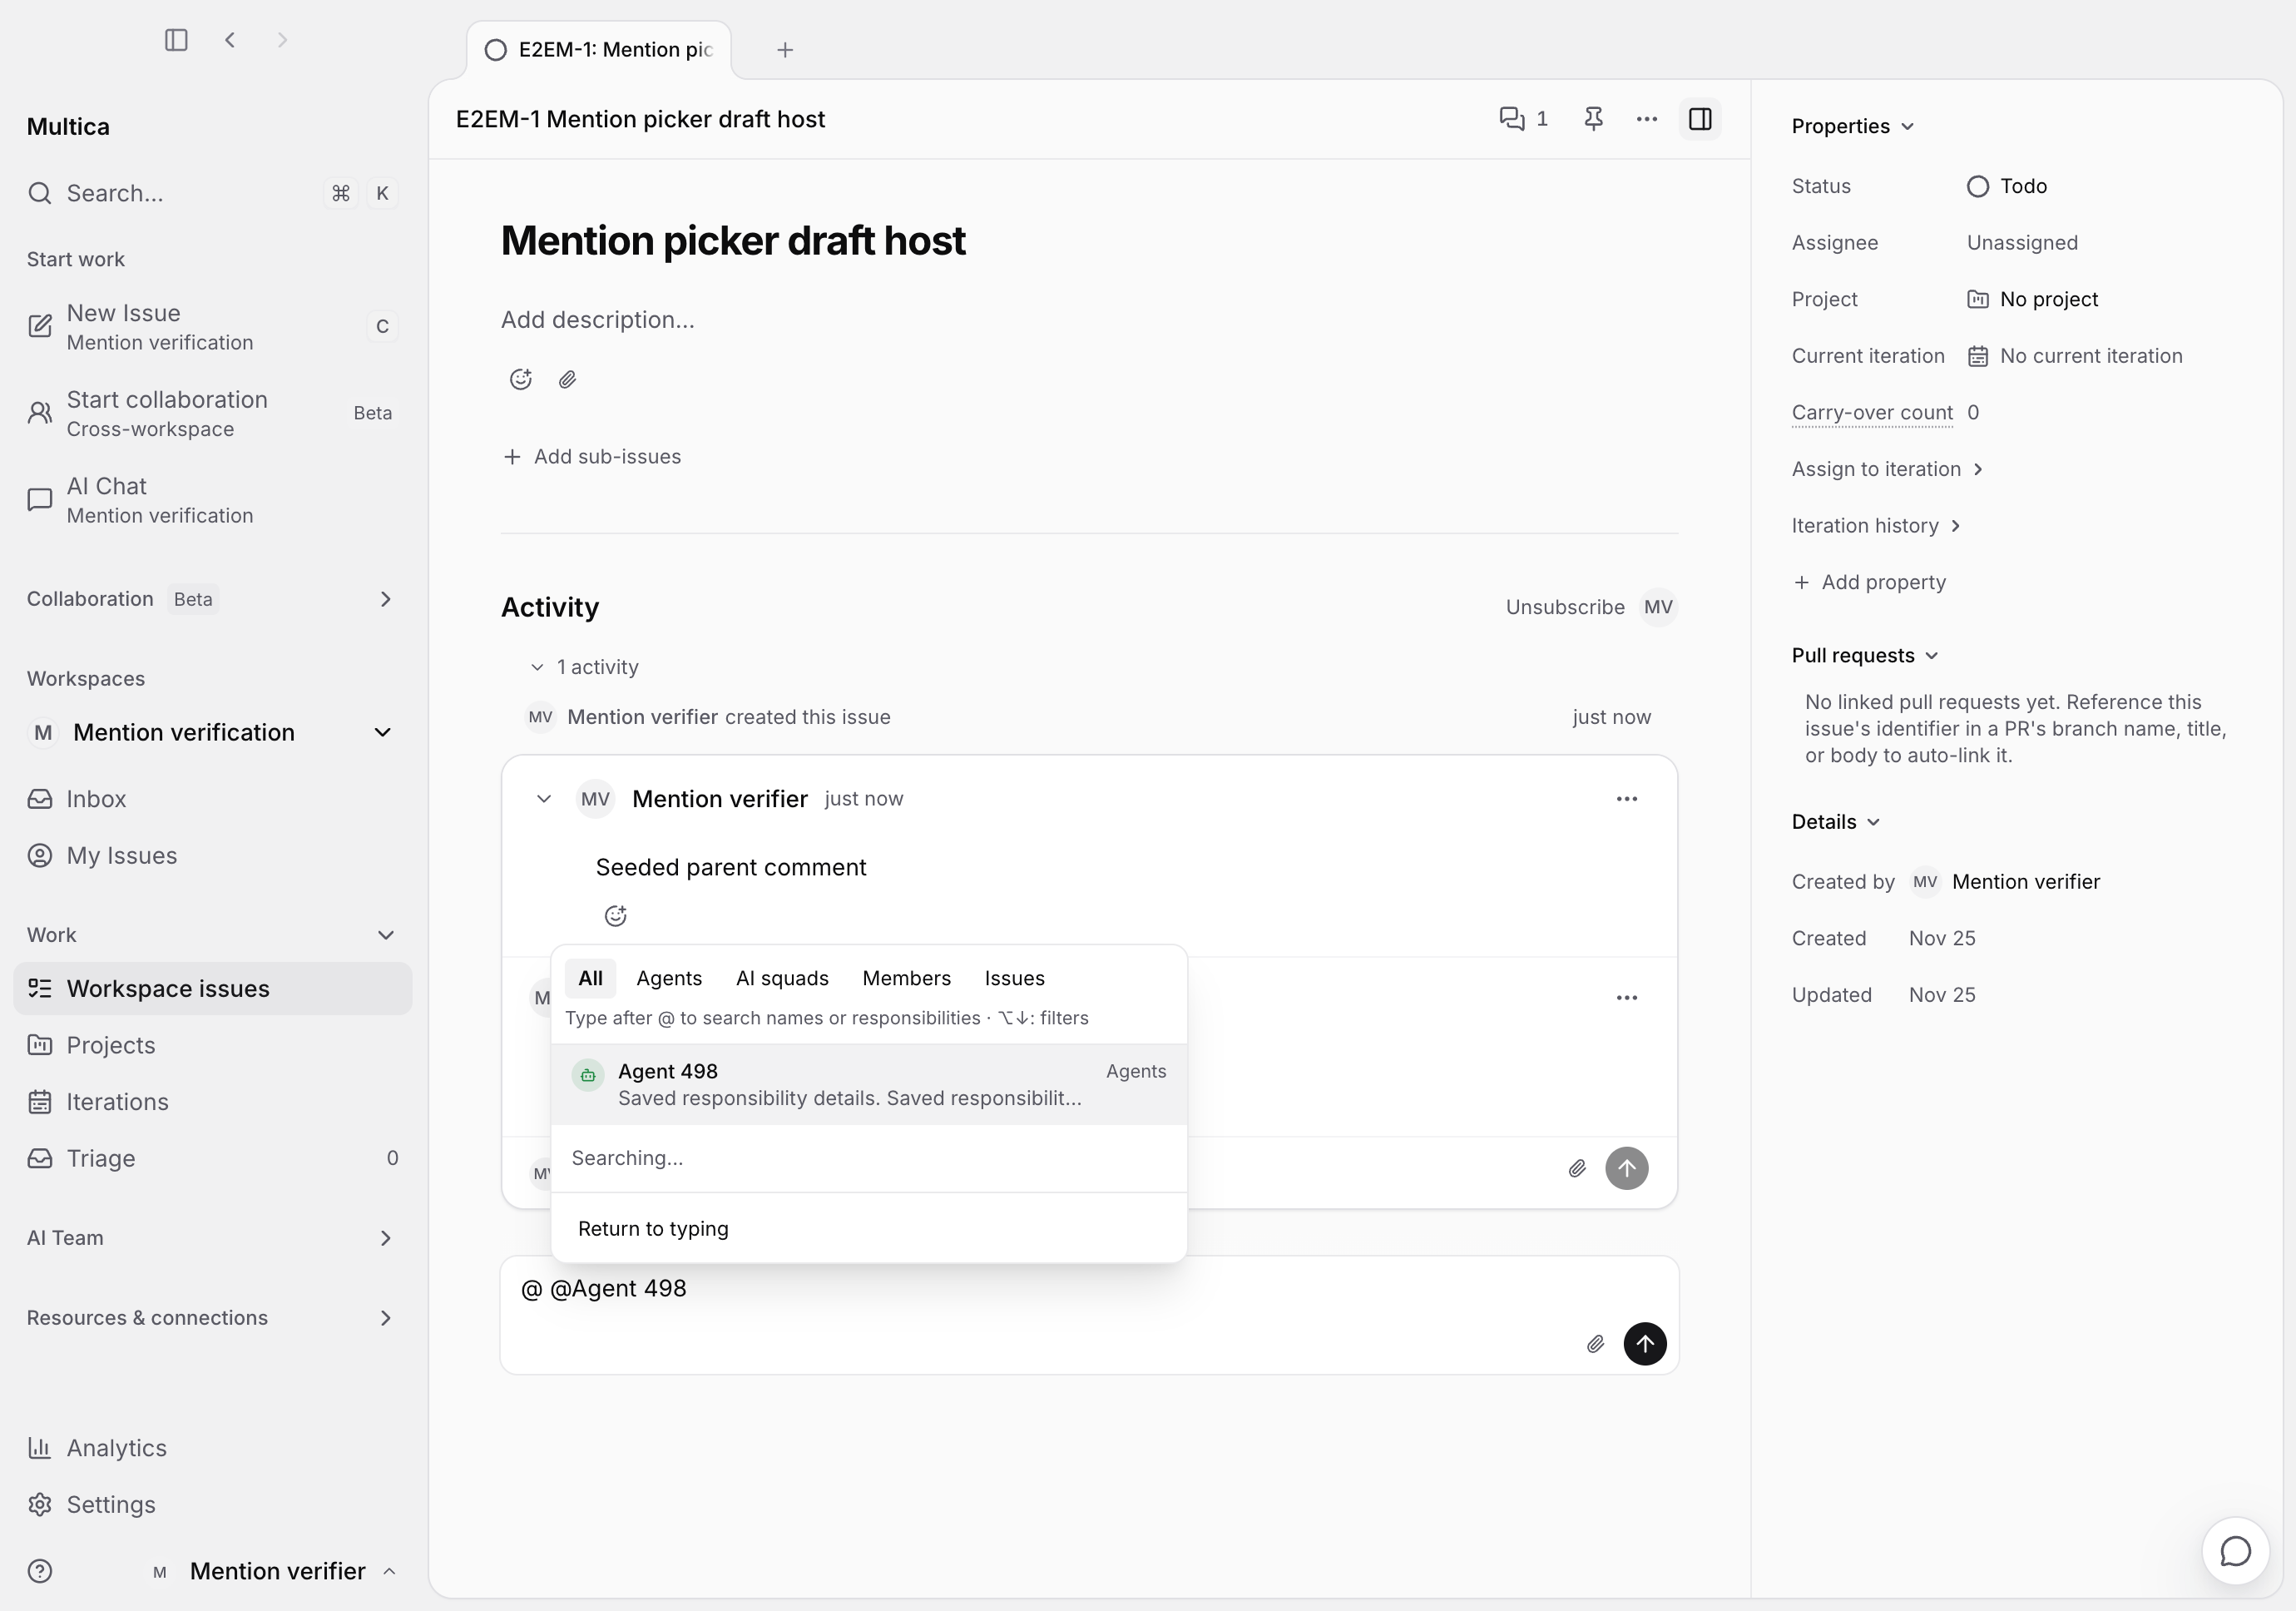 E2EM-1: Mention pic
Multica
Search...
⌘ K
Start work
New Issue
Mention verification
C
Start collaboration
Cross-workspace
Beta
AI Chat
Mention verification
Collaboration Beta
Workspaces
M Mention verification
Inbox
My Issues
Work
Workspace issues
Projects
Iterations
Triage 0
AI Team
Resources & connections
Analytics
Settings
M Mention verifier
E2EM-1 Mention picker draft host
1
Mention picker draft host
Add description...
Add sub-issues
Activity
Unsubscribe MV
1 activity
MV Mention verifier created this issue just now
MV Mention verifier just now
Seeded parent comment
All Agents AI squads Members Issues
Type after @ to search names or responsibilities · ⌥↓: filters
Agent 498 Agents
Saved responsibility details. Saved responsibilit...
Searching...
Return to typing
@ @Agent 498
Properties
Status Todo
Assignee Unassigned
Project No project
Current iteration No current iteration
Carry-over count 0
Assign to iteration
Iteration history
Add property
Pull requests
No linked pull requests yet. Reference this
issue's identifier in a PR's branch name, title,
or body to auto-link it.
Details
Created by MV Mention verifier
Created Nov 25
Updated Nov 25